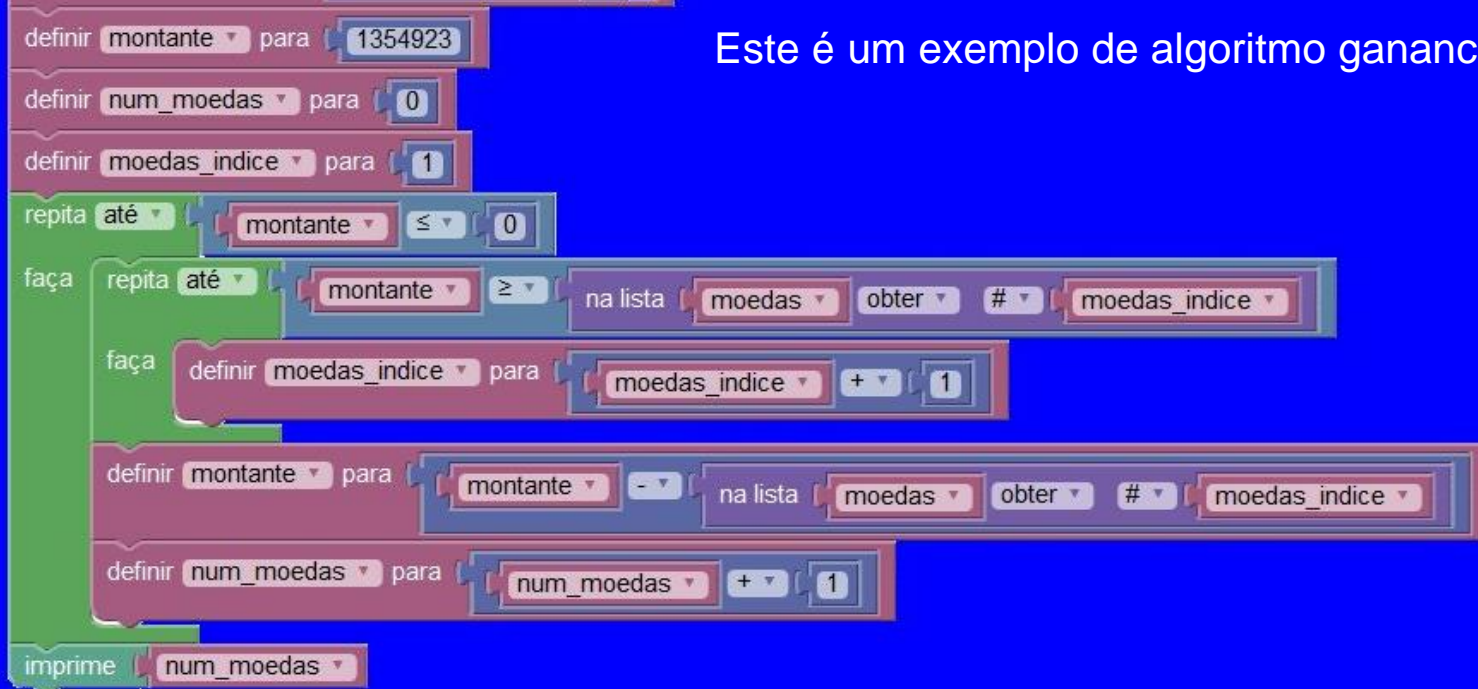 definir montante para 1354923
Este é um exemplo de algoritmo gananc
definir num_moedas para 0
definir moedas_indice para 1
repita até montante ≤ 0
faça repita até montante ≥ na lista moedas obter # moedas_indice
faça definir moedas_indice para moedas_indice + 1
definir montante para montante - na lista moedas obter # moedas_indice
definir num_moedas para num_moedas + 1
imprime num_moedas